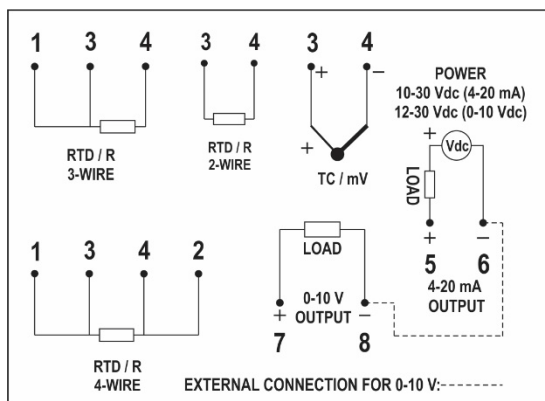 1 3 4
RTD / R
3-WIRE
3 4
RTD / R
2-WIRE
3 4
+ −
+
TC / mV
POWER
10-30 Vdc (4-20 mA)
12-30 Vdc (0-10 Vdc)
+ −
Vdc
LOAD
+ −
5 6
4-20 mA
OUTPUT
1 3 4 2
RTD / R
4-WIRE
LOAD
0-10 V
+ OUTPUT −
7 8
EXTERNAL CONNECTION FOR 0-10 V: